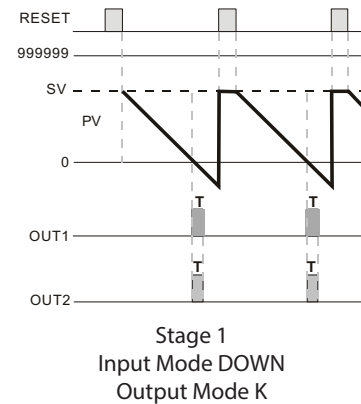 RESET
999999
SV
PV
0
T T
OUT1
T T
OUT2
Stage 1
Input Mode DOWN
Output Mode K